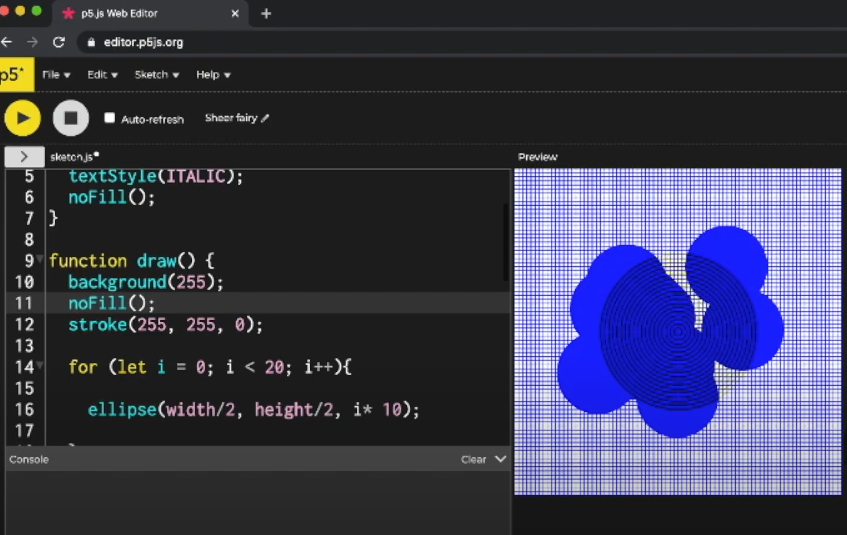 p5.js Web Editor
editor.p5js.org
p5* File Edit Sketch Help
Auto-refresh Sheer fairy
sketch.js
Preview
5 textStyle(ITALIC);
6 noFill();
7 }
8
9 function draw() {
10 background(255);
11 noFill();
12 stroke(255, 255, 0);
13
14 for (let i = 0; i < 20; i++){
15
16 ellipse(width/2, height/2, i* 10);
17
Console Clear